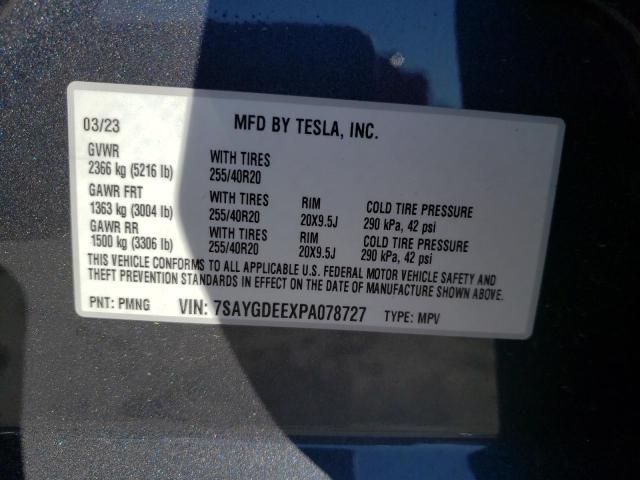 03/23 MFD BY TESLA, INC.
GVWR WITH TIRES
2366 kg (5216 lb) 255/40R20
GAWR FRT WITH TIRES RIM COLD TIRE PRESSURE
1363 kg (3004 lb) 255/40R20 20X9.5J 290 kPa, 42 psi
GAWR RR WITH TIRES RIM COLD TIRE PRESSURE
1500 kg (3306 lb) 255/40R20 20X9.5J 290 kPa, 42 psi
THIS VEHICLE CONFORMS TO ALL APPLICABLE U.S. FEDERAL MOTOR VEHICLE SAFETY AND
THEFT PREVENTION STANDARDS IN EFFECT ON THE DATE OF MANUFACTURE SHOWN ABOVE.
PNT: PMNG VIN: 7SAYGDEEXPA078727 TYPE: MPV